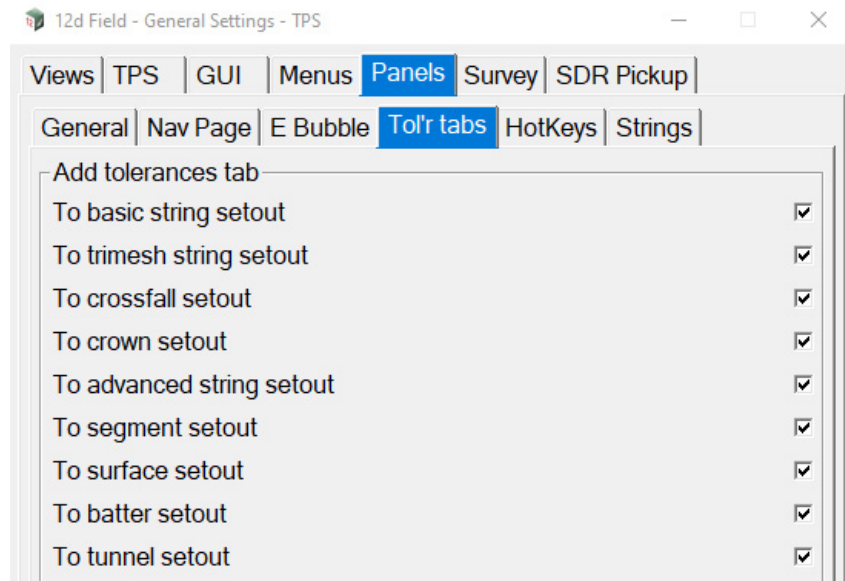 12d Field - General Settings - TPS
Views TPS GUI Menus Panels Survey SDR Pickup
General Nav Page E Bubble Tol'r tabs HotKeys Strings
Add tolerances tab
To basic string setout
To trimesh string setout
To crossfall setout
To crown setout
To advanced string setout
To segment setout
To surface setout
To batter setout
To tunnel setout